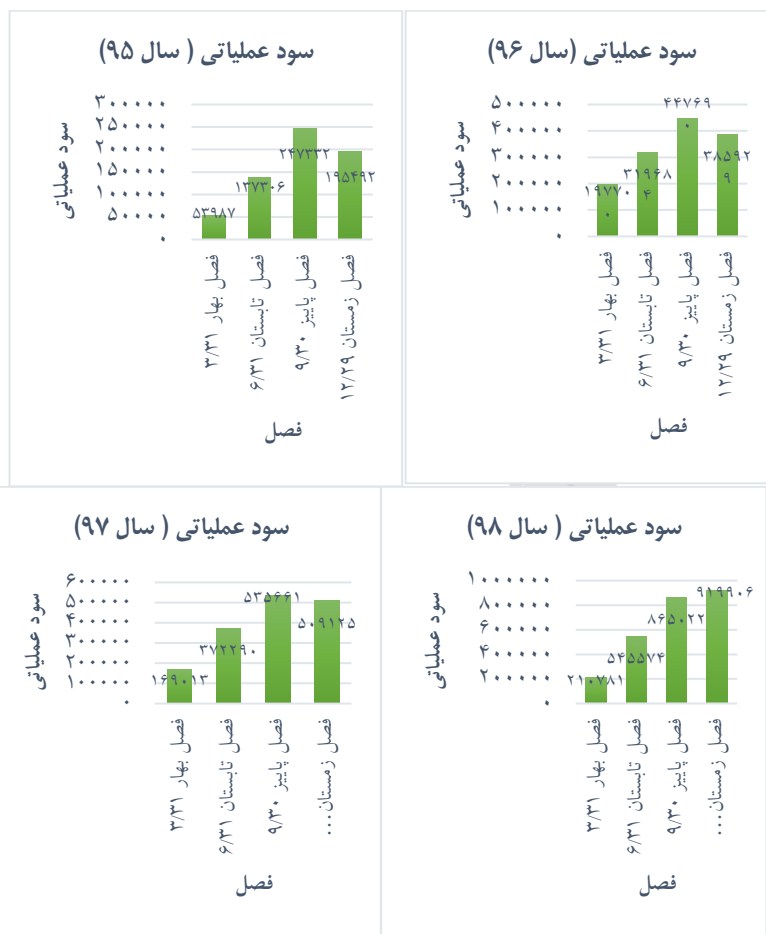 سود عملیاتی (سال ۹۶)
سود عملیاتی
۵۰۰۰۰۰
۴۰۰۰۰۰
۳۰۰۰۰۰
۲۰۰۰۰۰
۱۰۰۰۰۰
۰
۱۹۷۷۰۰
۳۱۹۶۸۴
۴۴۷۶۹۰
۳۸۵۹۲۹
فصل بهار ۳/۳۱
فصل تابستان ۶/۳۱
فصل پاییز ۹/۳۰
فصل زمستان ۱۲/۲۹
فصل
سود عملیاتی ( سال ۹۵)
سود عملیاتی
۳۰۰۰۰۰
۲۵۰۰۰۰
۲۰۰۰۰۰
۱۵۰۰۰۰
۱۰۰۰۰۰
۵۰۰۰۰
۰
۵۳۹۸۷
۱۳۷۳۰۶
۲۴۷۳۳۲
۱۹۵۴۹۲
فصل بهار ۳/۳۱
فصل تابستان ۶/۳۱
فصل پاییز ۹/۳۰
فصل زمستان ۱۲/۲۹
فصل
سود عملیاتی ( سال ۹۸)
سود عملیاتی
۱۰۰۰۰۰۰
۸۰۰۰۰۰
۶۰۰۰۰۰
۴۰۰۰۰۰
۲۰۰۰۰۰
۰
۲۱۰۷۸۱
۵۴۵۵۷۴
۸۶۵۰۲۲
۹۱۹۹۰۶
فصل بهار ۳/۳۱
فصل تابستان ۶/۳۱
فصل پاییز ۹/۳۰
فصل زمستان...
فصل
سود عملیاتی ( سال ۹۷)
سود عملیاتی
۶۰۰۰۰۰
۵۰۰۰۰۰
۴۰۰۰۰۰
۳۰۰۰۰۰
۲۰۰۰۰۰
۱۰۰۰۰۰
۰
۱۶۹۰۱۳
۳۷۲۲۹۰
۵۳۵۶۶۱
۵۰۹۱۲۵
فصل بهار ۳/۳۱
فصل تابستان ۶/۳۱
فصل پاییز ۹/۳۰
فصل زمستان...
فصل